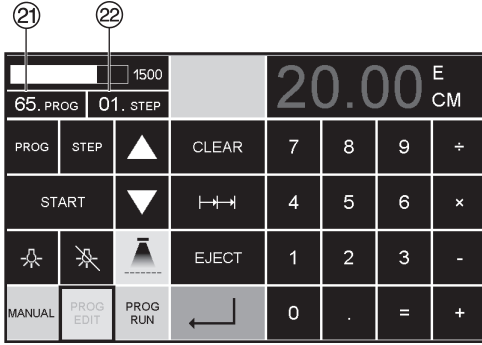 21 22
1500
20.00 E
CM
65. PROG 01. STEP
PROG STEP CLEAR 7 8 9 ÷
START 4 5 6 ×
EJECT 1 2 3 -
MANUAL PROG EDIT PROG RUN 0 . = +